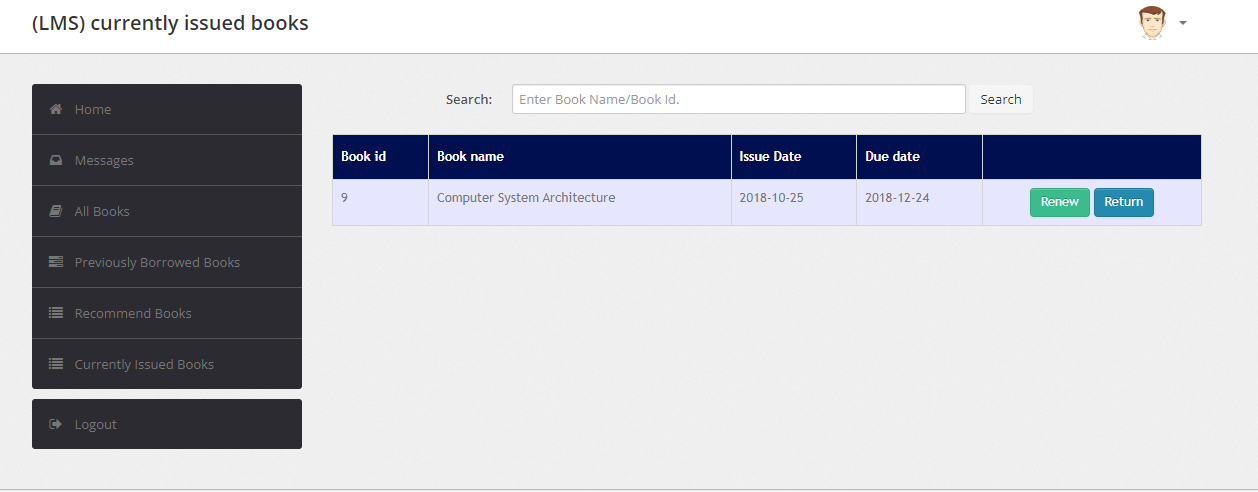 (LMS) currently issued books
Home
Messages
All Books
Previously Borrowed Books
Recommend Books
Currently Issued Books
Logout
Search: Enter Book Name/Book Id. Search
Book id Book name Issue Date Due date
9 Computer System Architecture 2018-10-25 2018-12-24 Renew Return